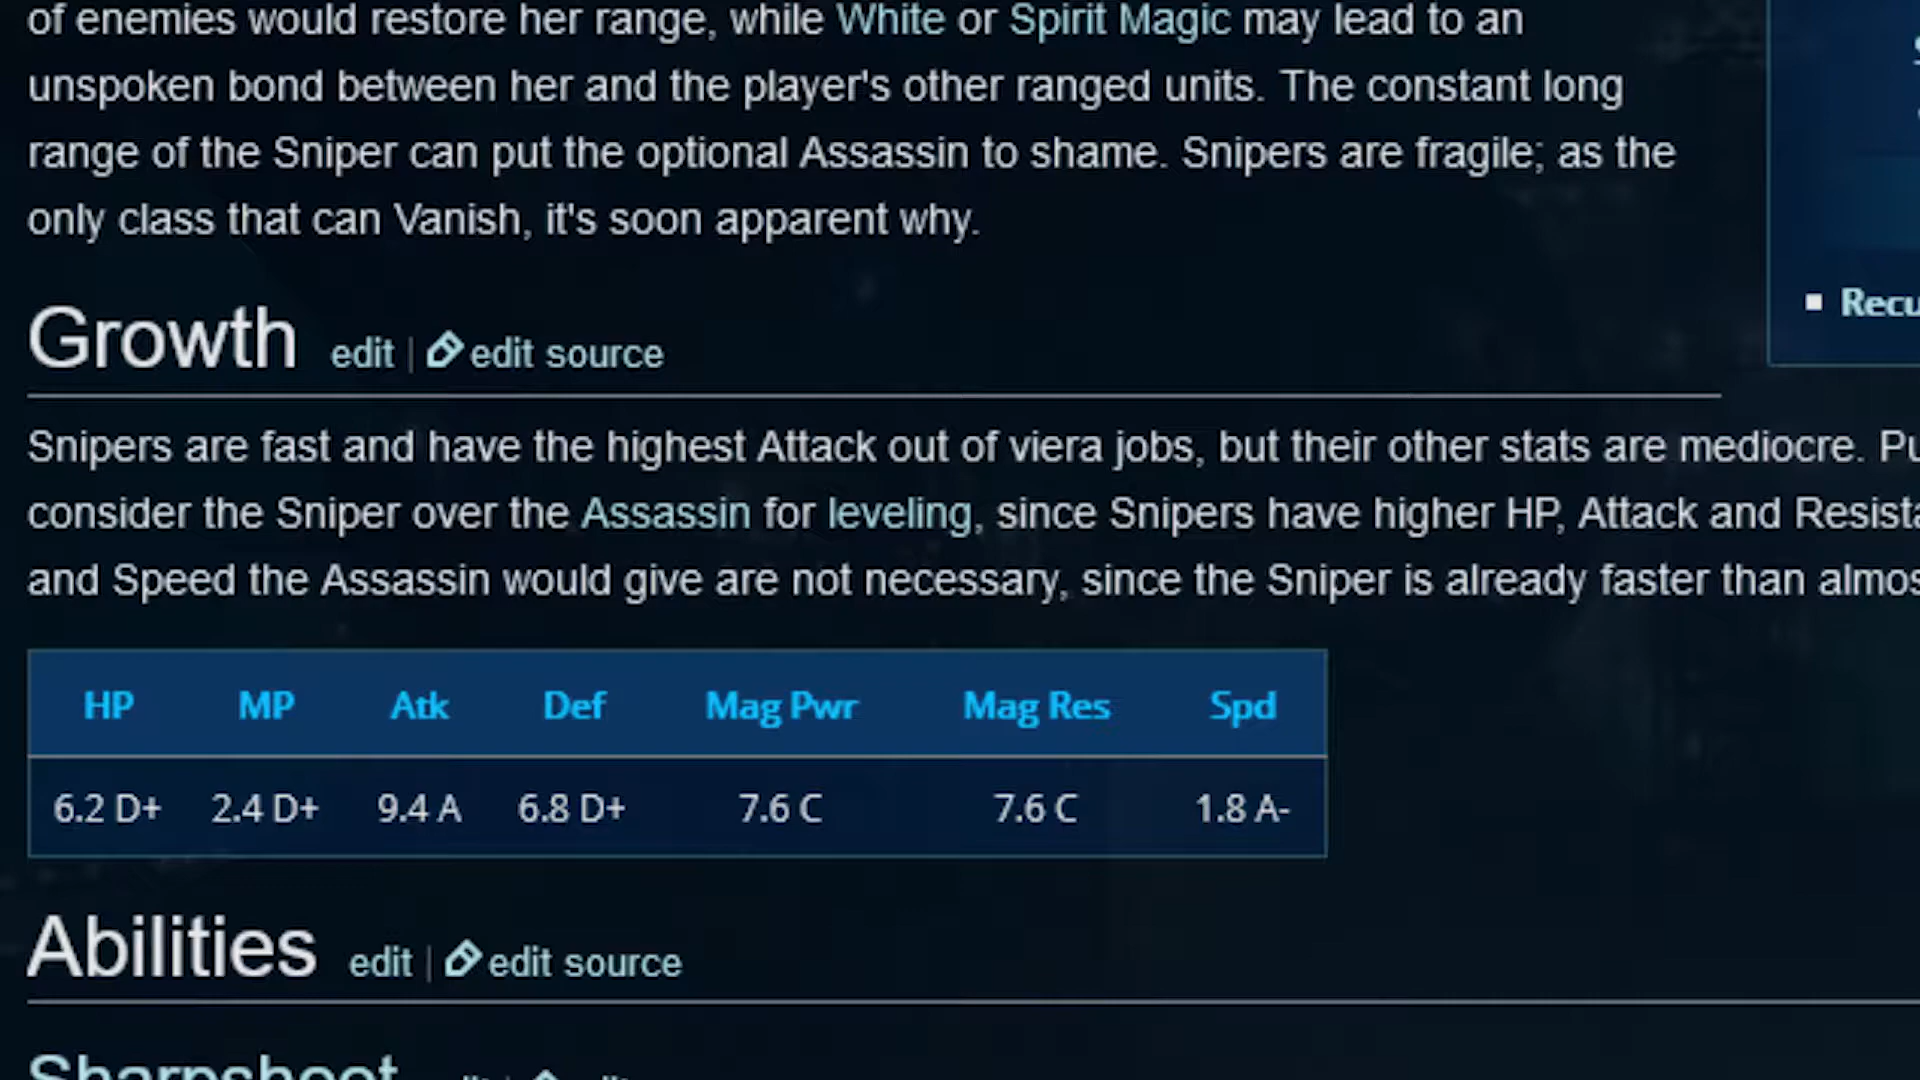 of enemies would restore her range, while White or Spirit Magic may lead to an
unspoken bond between her and the player's other ranged units. The constant long
range of the Sniper can put the optional Assassin to shame. Snipers are fragile; as the
only class that can Vanish, it's soon apparent why.
Growth edit | edit source
Snipers are fast and have the highest Attack out of viera jobs, but their other stats are mediocre.
consider the Sniper over the Assassin for leveling, since Snipers have higher HP, Attack and
and Speed the Assassin would give are not necessary, since the Sniper is already faster than
HP MP Atk Def Mag Pwr Mag Res Spd
6.2 D+ 2.4 D+ 9.4 A 6.8 D+ 7.6 C 7.6 C 1.8 A-
Abilities edit | edit source
Sharpshoot